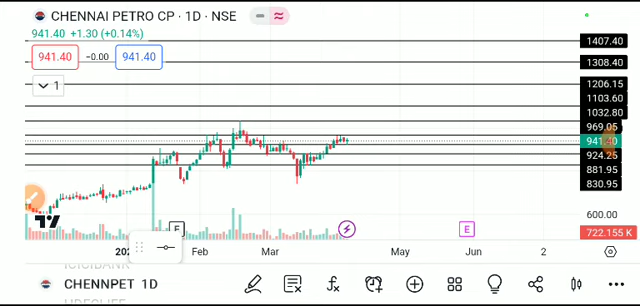 CHENNAI PETRO CP · 1D · NSE
941.40 +1.30 (+0.14%)
941.40 −0.00 941.40
1
1407.40
1308.40
1206.15
1103.60
1032.80
969.05
941.40
924.25
881.95
830.95
600.00
722.155 K
E
E
Feb Mar May Jun 2
ICICIBANK
CHENNPET 1D